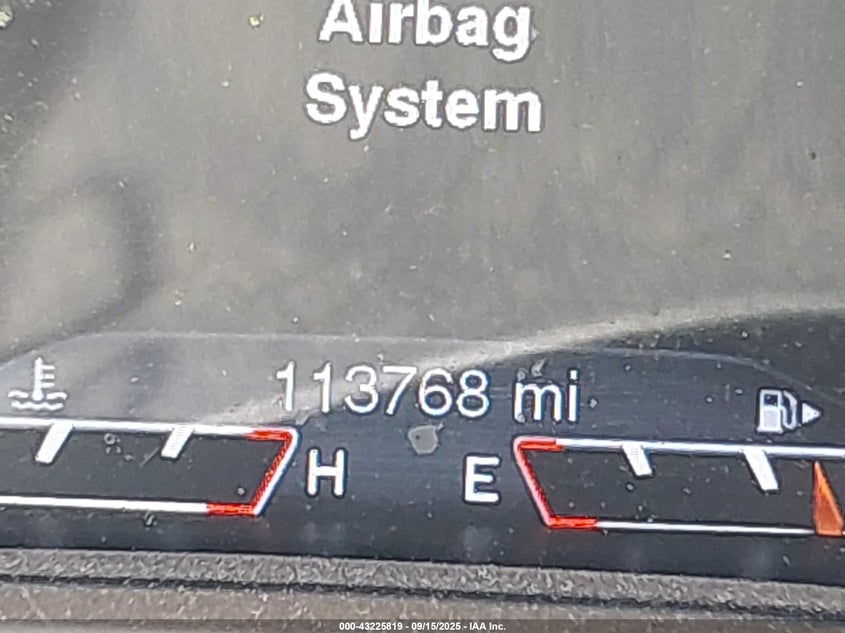 Airbag
System
113768 mi
H E
000-43225819 - 09/15/2025 - IAA Inc.